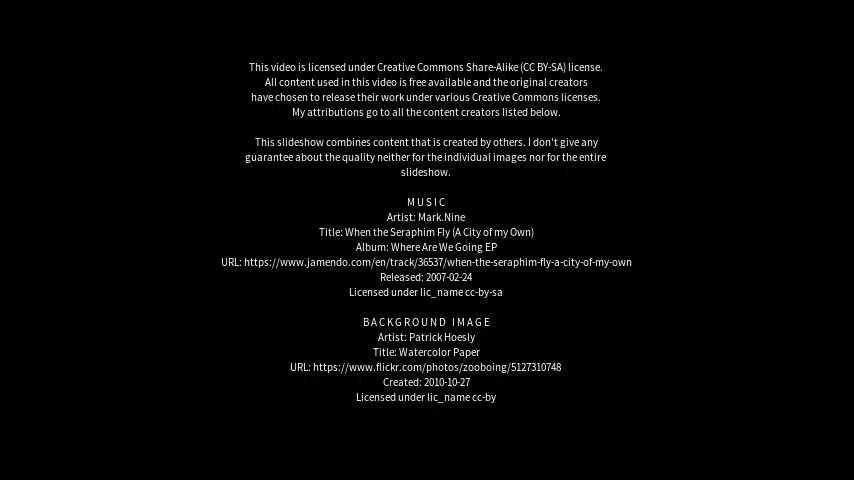 This video is licensed under Creative Commons Share-Alike (CC BY-SA) license.
All content used in this video is free available and the original creators
have chosen to release their work under various Creative Commons licenses.
My attributions go to all the content creators listed below.
This slideshow combines content that is created by others. I don't give any
guarantee about the quality neither for the individual images nor for the entire
slideshow.
MUSIC
Artist: Mark.Nine
Title: When the Seraphim Fly (A City of my Own)
Album: Where Are We Going EP
URL: https://www.jamendo.com/en/track/36537/when-the-seraphim-fly-a-city-of-my-own
Released: 2007-02-24
Licensed under lic_name cc-by-sa
BACKGROUND IMAGE
Artist: Patrick Hoesly
Title: Watercolor Paper
URL: https://www.flickr.com/photos/zooboing/5127310748
Created: 2010-10-27
Licensed under lic_name cc-by